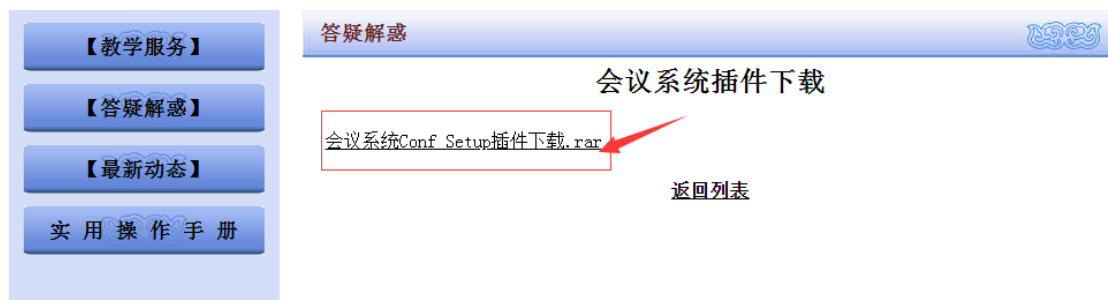 【教学服务】
【答疑解惑】
【最新动态】
实 用 操 作 手 册
答疑解惑
会议系统插件下载
会议系统Conf Setup插件下载.rar
返回列表